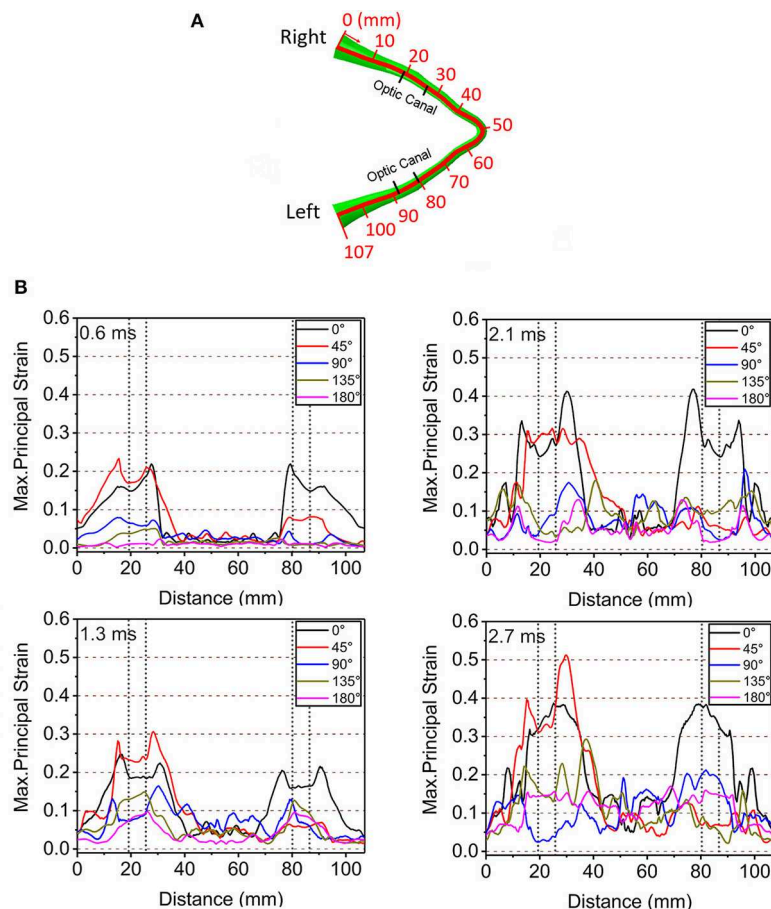 A
0 (mm)
Right
10
20
30
40
Optic Canal
50
60
Optic Canal
70
80
Left
90
100
107
B
0.6 ms
0°
45°
90°
135°
180°
Max.Principal Strain
0.6
0.5
0.4
0.3
0.2
0.1
0.0
0 20 40 60 80 100
Distance (mm)
2.1 ms
0°
45°
90°
135°
180°
Max.Principal Strain
0.6
0.5
0.4
0.3
0.2
0.1
0.0
0 20 40 60 80 100
Distance (mm)
1.3 ms
0°
45°
90°
135°
180°
Max.Principal Strain
0.6
0.5
0.4
0.3
0.2
0.1
0.0
0 20 40 60 80 100
Distance (mm)
2.7 ms
0°
45°
90°
135°
180°
Max.Principal Strain
0.6
0.5
0.4
0.3
0.2
0.1
0.0
0 20 40 60 80 100
Distance (mm)